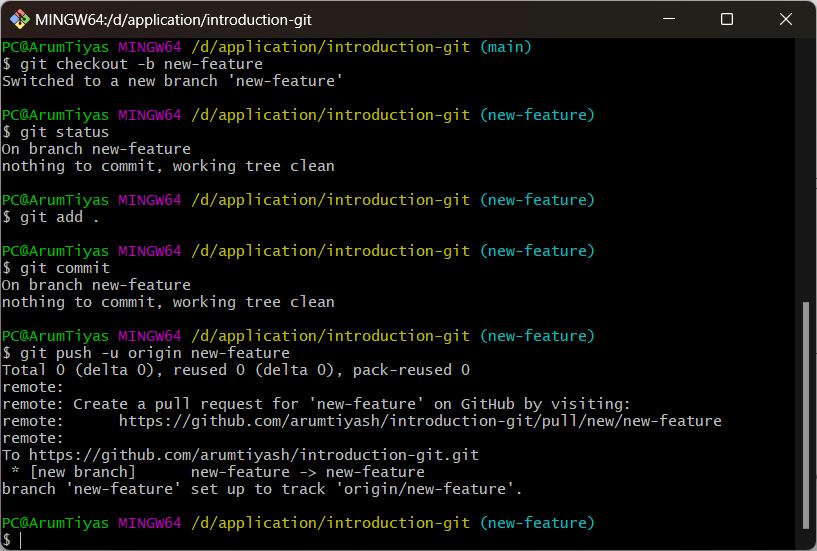 MINGW64:/d/application/introduction-git
PC@ArumTiyas MINGW64 /d/application/introduction-git (main)
$ git checkout -b new-feature
Switched to a new branch 'new-feature'
PC@ArumTiyas MINGW64 /d/application/introduction-git (new-feature)
$ git status
On branch new-feature
nothing to commit, working tree clean
PC@ArumTiyas MINGW64 /d/application/introduction-git (new-feature)
$ git add .
PC@ArumTiyas MINGW64 /d/application/introduction-git (new-feature)
$ git commit
On branch new-feature
nothing to commit, working tree clean
PC@ArumTiyas MINGW64 /d/application/introduction-git (new-feature)
$ git push -u origin new-feature
Total 0 (delta 0), reused 0 (delta 0), pack-reused 0
remote:
remote: Create a pull request for 'new-feature' on GitHub by visiting:
remote:      https://github.com/arumtiyash/introduction-git/pull/new/new-feature
remote:
To https://github.com/arumtiyash/introduction-git.git
 * [new branch]      new-feature -> new-feature
branch 'new-feature' set up to track 'origin/new-feature'.
PC@ArumTiyas MINGW64 /d/application/introduction-git (new-feature)
$